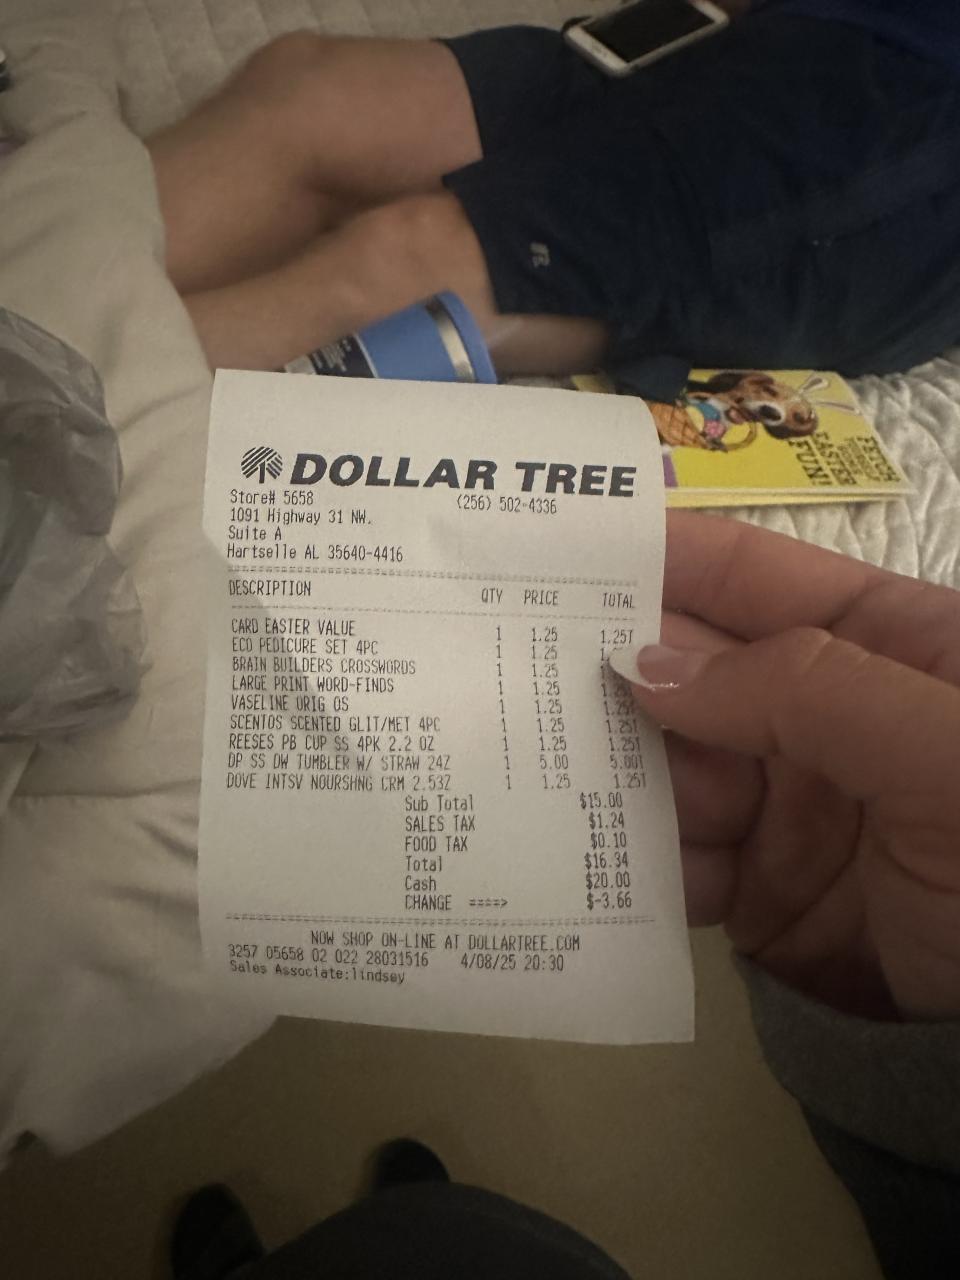 DOLLAR TREE
Store# 5658 (256) 502-4336
1091 Highway 31 NW.
Suite A
Hartselle AL 35640-4416
DESCRIPTION QTY PRICE TOTAL
CARD EASTER VALUE 1 1.25 1.25T
ECO PEDICURE SET 4PC 1 1.25
BRAIN BUILDERS CROSSWORDS 1 1.25
LARGE PRINT WORD-FINDS 1 1.25
VASELINE ORIG OS 1 1.25 1.25T
SCENTOS SCENTED GLIT/MET 4PC 1 1.25 1.25T
REESES PB CUP SS 4PK 2.2 OZ 1 1.25 1.25T
DP SS DW TUMBLER W/ STRAW 24Z 1 5.00 5.00T
DOVE INTSV NOURSHNG CRM 2.53Z 1 1.25 1.25T
Sub Total $15.00
SALES TAX $1.24
FOOD TAX $0.10
Total $16.34
Cash $20.00
CHANGE ====> $-3.66
NOW SHOP ON-LINE AT DOLLARTREE.COM
3257 05658 02 022 28031516 4/08/25 20:30
Sales Associate:lindsey
EASTER
FUN!